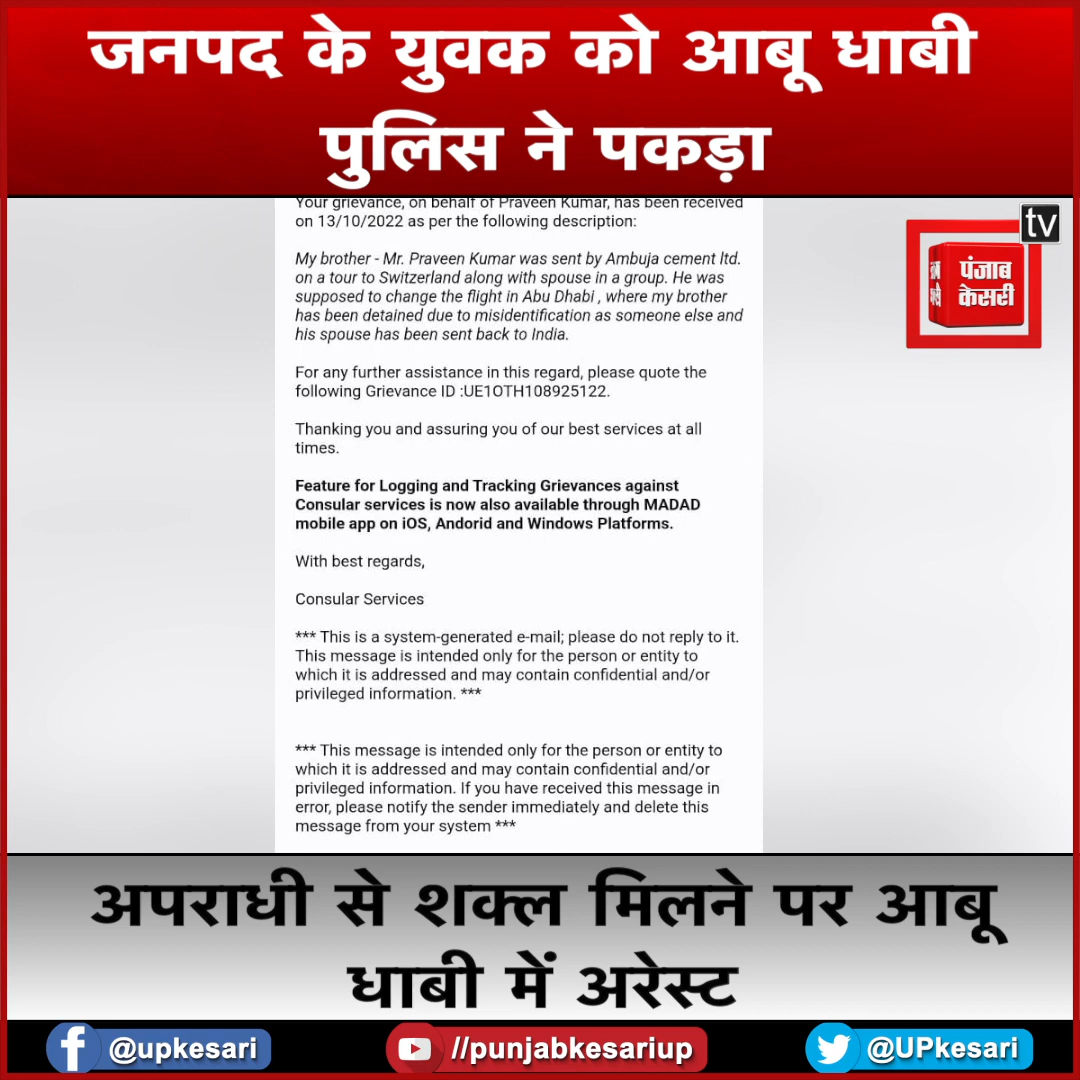 जनपद के युवक को आबू धाबी
पुलिस ने पकड़ा
Your grievance, on behalf of Praveen Kumar, has been received
on 13/10/2022 as per the following description:
My brother - Mr. Praveen Kumar was sent by Ambuja cement ltd.
on a tour to Switzerland along with spouse in a group. He was
supposed to change the flight in Abu Dhabi , where my brother
has been detained due to misidentification as someone else and
his spouse has been sent back to India.
For any further assistance in this regard, please quote the
following Grievance ID :UE1OTH108925122.
Thanking you and assuring you of our best services at all
times.
Feature for Logging and Tracking Grievances against
Consular services is now also available through MADAD
mobile app on iOS, Andorid and Windows Platforms.
With best regards,
Consular Services
*** This is a system-generated e-mail; please do not reply to it.
This message is intended only for the person or entity to
which it is addressed and may contain confidential and/or
privileged information. ***
*** This message is intended only for the person or entity to
which it is addressed and may contain confidential and/or
privileged information. If you have received this message in
error, please notify the sender immediately and delete this
message from your system ***
tv
पंजाब
केसरी
अपराधी से शक्ल मिलने पर आबू
धाबी में अरेस्ट
@upkesari
//punjabkesariup
@UPkesari